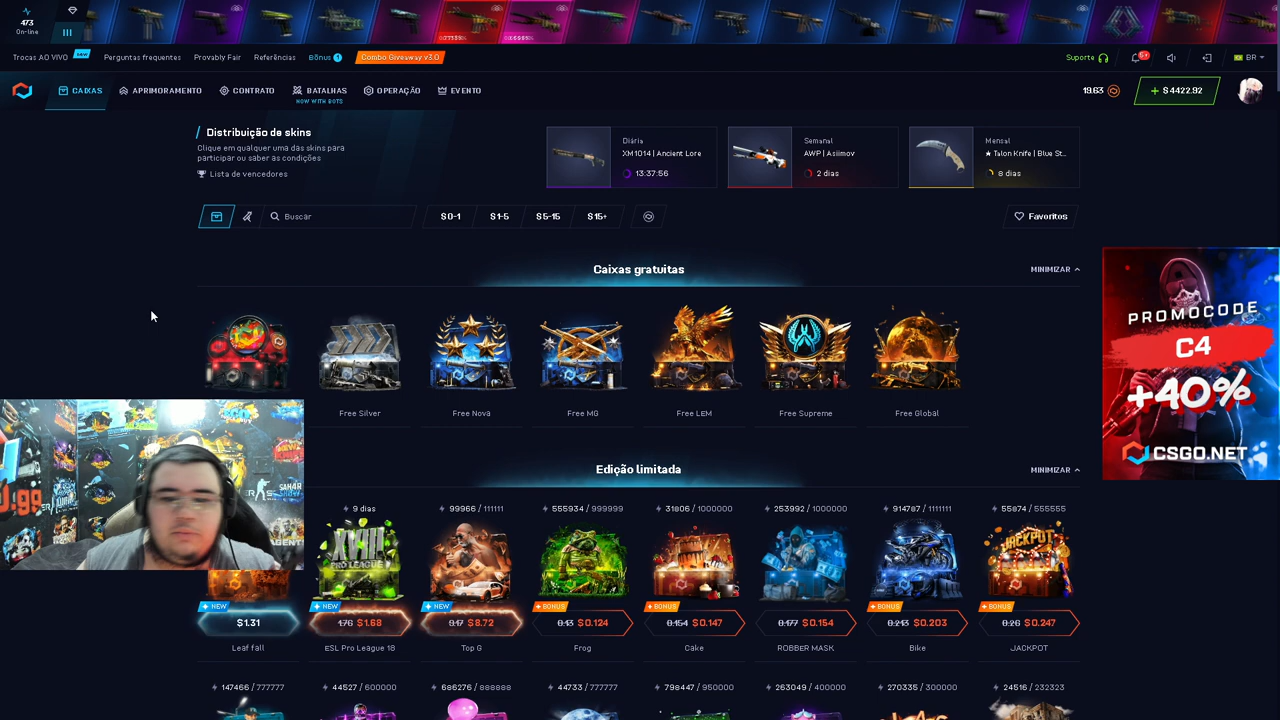 473
On-line
Trocas AO VIVO
NEW
Perguntas frequentes
Provably Fair
Referências
Bônus 1
Combo Giveaway v3.0
Suporte
5+
BR
CAIXAS
APRIMORAMENTO
CONTRATO
BATALHAS
NOW WITH BOTS
OPERAÇÃO
EVENTO
19.63
+ $ 4422.92
Distribuição de skins
Clique em qualquer uma das skins para
participar ou saber as condições
Lista de vencedores
Diária
XM1014 | Ancient Lore
13:37:56
Semanal
AWP | Asiimov
2 dias
Mensal
★ Talon Knife | Blue St...
8 dias
Buscar
$ 0-1
$ 1-5
$ 5-15
$ 15+
Favoritos
Caixas gratuitas
MINIMIZAR
Free Silver
Free Nova
Free MG
Free LEM
Free Supreme
Free Global
PROMOCODE
C4
+40%
CSGO.NET
Edição limitada
MINIMIZAR
9 dias
99966 / 111111
555934 / 999999
31806 / 1000000
253992 / 1000000
914787 / 1111111
55874 / 555555
XVIII
PRO LEAGUE
JACKPOT
NEW
NEW
NEW
BONUS
BONUS
BONUS
BONUS
$1.31
1.76 $1.68
9.17 $8.72
0.13 $0.124
0.154 $0.147
0.177 $0.154
0.213 $0.203
0.26 $0.247
Leaf fall
ESL Pro League 18
Top G
Frog
Cake
ROBBER MASK
Bike
JACKPOT
147466 / 777777
44527 / 600000
686276 / 888888
44733 / 777777
798447 / 950000
263049 / 400000
270335 / 300000
24516 / 232323